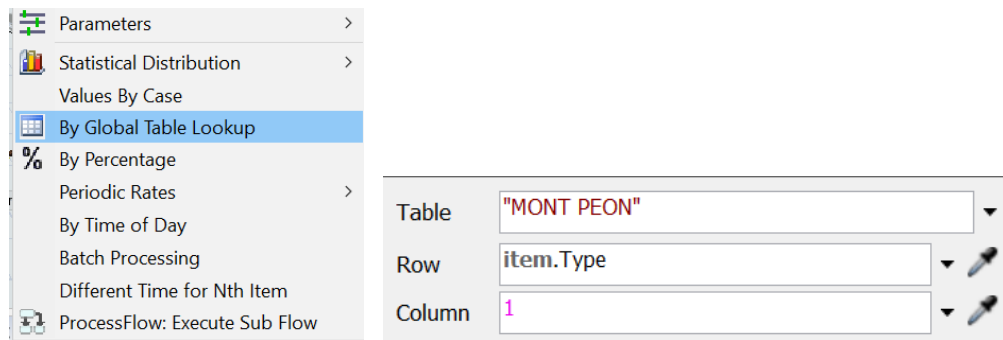 Parameters
Statistical Distribution
Values By Case
By Global Table Lookup
% By Percentage
Periodic Rates
By Time of Day
Batch Processing
Different Time for Nth Item
ProcessFlow: Execute Sub Flow
Table "MONT PEON"
Row item.Type
Column 1